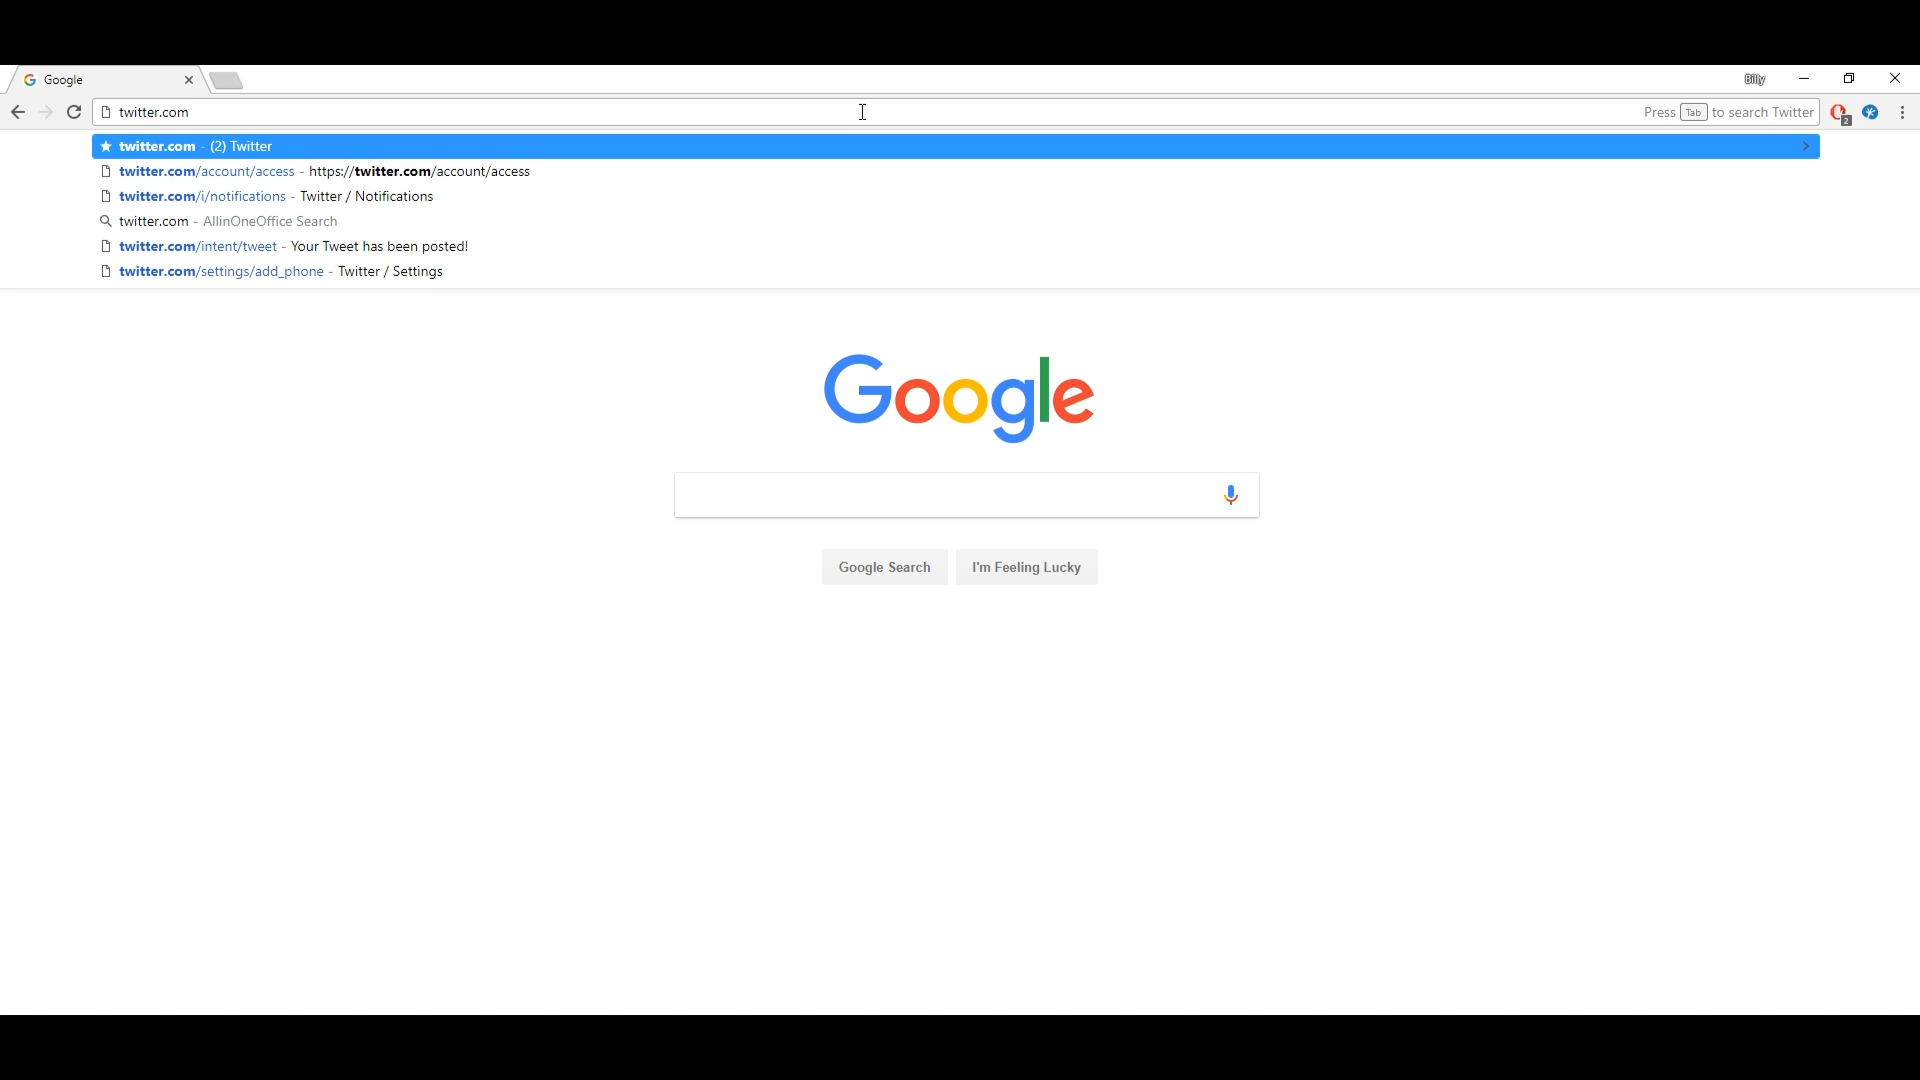 Google
Billy
twitter.com
Press Tab to search Twitter
2
twitter.com - (2) Twitter
twitter.com/account/access - https://twitter.com/account/access
twitter.com/i/notifications - Twitter / Notifications
twitter.com - AllinOneOffice Search
twitter.com/intent/tweet - Your Tweet has been posted!
twitter.com/settings/add_phone - Twitter / Settings
Google
Google Search
I'm Feeling Lucky